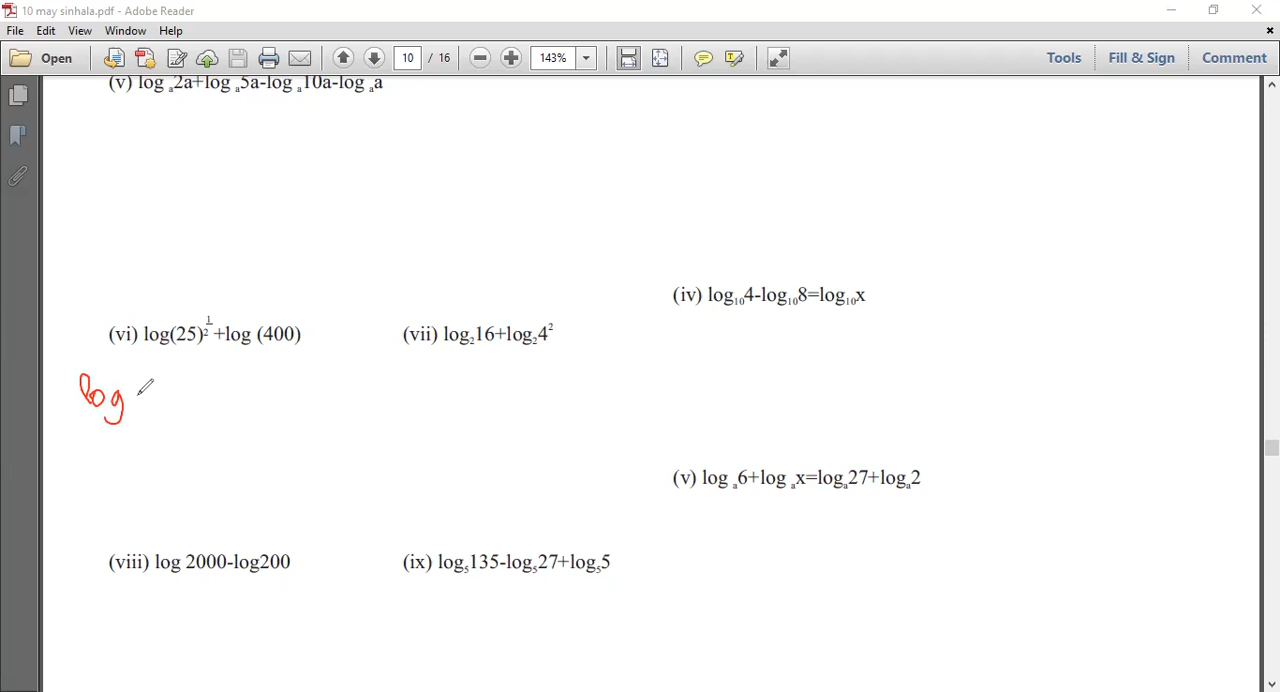 10 may sinhala.pdf - Adobe Reader
File Edit View Window Help
Open 10 / 16 143% Tools Fill & Sign Comment
(v) log ₐ2a+log ₐ5a-log ₐ10a-log ₐa
(iv) log₁₀4-log₁₀8=log₁₀x
(vi) log(25)^½ +log (400) (vii) log₂16+log₂4²
log
(v) log ₐ6+log ₐx=logₐ27+logₐ2
(viii) log 2000-log200 (ix) log₅135-log₅27+log₅5